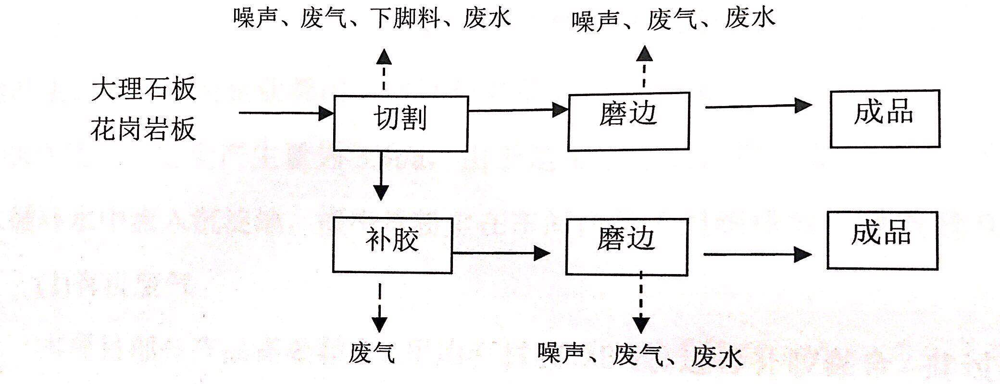 噪声、废气、下脚料、废水
噪声、废气、废水
大理石板
花岗岩板
切割
磨边
成品
补胶
磨边
成品
废气
噪声、废气、废水